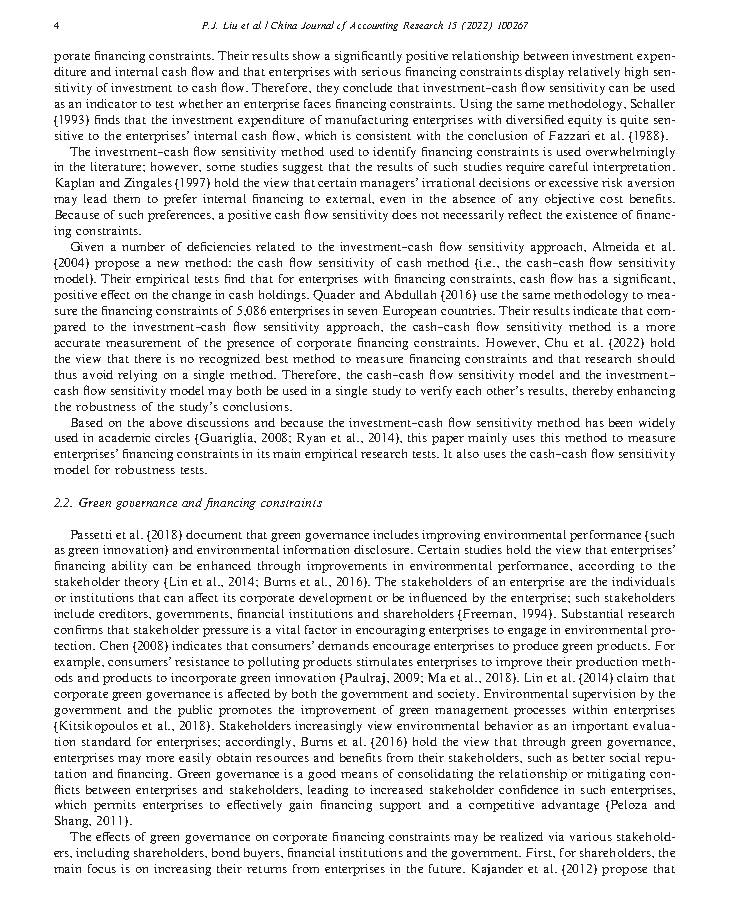 4
P.J. Liu et al. / China Journal of Accounting Research 15 (2022) 100267
porate financing constraints. Their results show a significantly positive relationship between investment expen-
diture and internal cash flow and that enterprises with serious financing constraints display relatively high sen-
sitivity of investment to cash flow. Therefore, they conclude that investment–cash flow sensitivity can be used
as an indicator to test whether an enterprise faces financing constraints. Using the same methodology, Schaller
(1993) finds that the investment expenditure of manufacturing enterprises with diversified equity is quite sen-
sitive to the enterprises' internal cash flow, which is consistent with the conclusion of Fazzari et al. (1988).
The investment–cash flow sensitivity method used to identify financing constraints is used overwhelmingly
in the literature; however, some studies suggest that the results of such studies require careful interpretation.
Kaplan and Zingales (1997) hold the view that certain managers' irrational decisions or excessive risk aversion
may lead them to prefer internal financing to external, even in the absence of any objective cost benefits.
Because of such preferences, a positive cash flow sensitivity does not necessarily reflect the existence of financ-
ing constraints.
Given a number of deficiencies related to the investment–cash flow sensitivity approach, Almeida et al.
(2004) propose a new method: the cash flow sensitivity of cash method (i.e., the cash–cash flow sensitivity
model). Their empirical tests find that for enterprises with financing constraints, cash flow has a significant,
positive effect on the change in cash holdings. Quader and Abdullah (2016) use the same methodology to mea-
sure the financing constraints of 5,086 enterprises in seven European countries. Their results indicate that com-
pared to the investment–cash flow sensitivity approach, the cash–cash flow sensitivity method is a more
accurate measurement of the presence of corporate financing constraints. However, Chu et al. (2022) hold
the view that there is no recognized best method to measure financing constraints and that research should
thus avoid relying on a single method. Therefore, the cash–cash flow sensitivity model and the investment–
cash flow sensitivity model may both be used in a single study to verify each other's results, thereby enhancing
the robustness of the study's conclusions.
Based on the above discussions and because the investment–cash flow sensitivity method has been widely
used in academic circles (Guariglia, 2008; Ryan et al., 2014), this paper mainly uses this method to measure
enterprises' financing constraints in its main empirical research tests. It also uses the cash–cash flow sensitivity
model for robustness tests.
2.2. Green governance and financing constraints
Passetti et al. (2018) document that green governance includes improving environmental performance (such
as green innovation) and environmental information disclosure. Certain studies hold the view that enterprises'
financing ability can be enhanced through improvements in environmental performance, according to the
stakeholder theory (Lin et al., 2014; Burns et al., 2016). The stakeholders of an enterprise are the individuals
or institutions that can affect its corporate development or be influenced by the enterprise; such stakeholders
include creditors, governments, financial institutions and shareholders (Freeman, 1994). Substantial research
confirms that stakeholder pressure is a vital factor in encouraging enterprises to engage in environmental pro-
tection. Chen (2008) indicates that consumers' demands encourage enterprises to produce green products. For
example, consumers' resistance to polluting products stimulates enterprises to improve their production meth-
ods and products to incorporate green innovation (Paulraj, 2009; Ma et al., 2018). Lin et al. (2014) claim that
corporate green governance is affected by both the government and society. Environmental supervision by the
government and the public promotes the improvement of green management processes within enterprises
(Kitsikopoulos et al., 2018). Stakeholders increasingly view environmental behavior as an important evalua-
tion standard for enterprises; accordingly, Burns et al. (2016) hold the view that through green governance,
enterprises may more easily obtain resources and benefits from their stakeholders, such as better social repu-
tation and financing. Green governance is a good means of consolidating the relationship or mitigating con-
flicts between enterprises and stakeholders, leading to increased stakeholder confidence in such enterprises,
which permits enterprises to effectively gain financing support and a competitive advantage (Peloza and
Shang, 2011).
The effects of green governance on corporate financing constraints may be realized via various stakehold-
ers, including shareholders, bond buyers, financial institutions and the government. First, for shareholders, the
main focus is on increasing their returns from enterprises in the future. Kajander et al. (2012) propose that